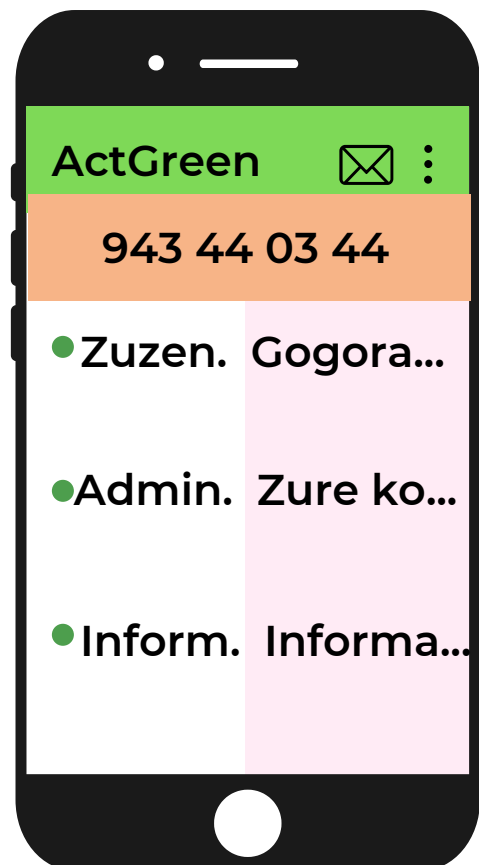 ActGreen
943 44 03 44
Zuzen. Gogora...
Admin. Zure ko...
Inform. Informa...